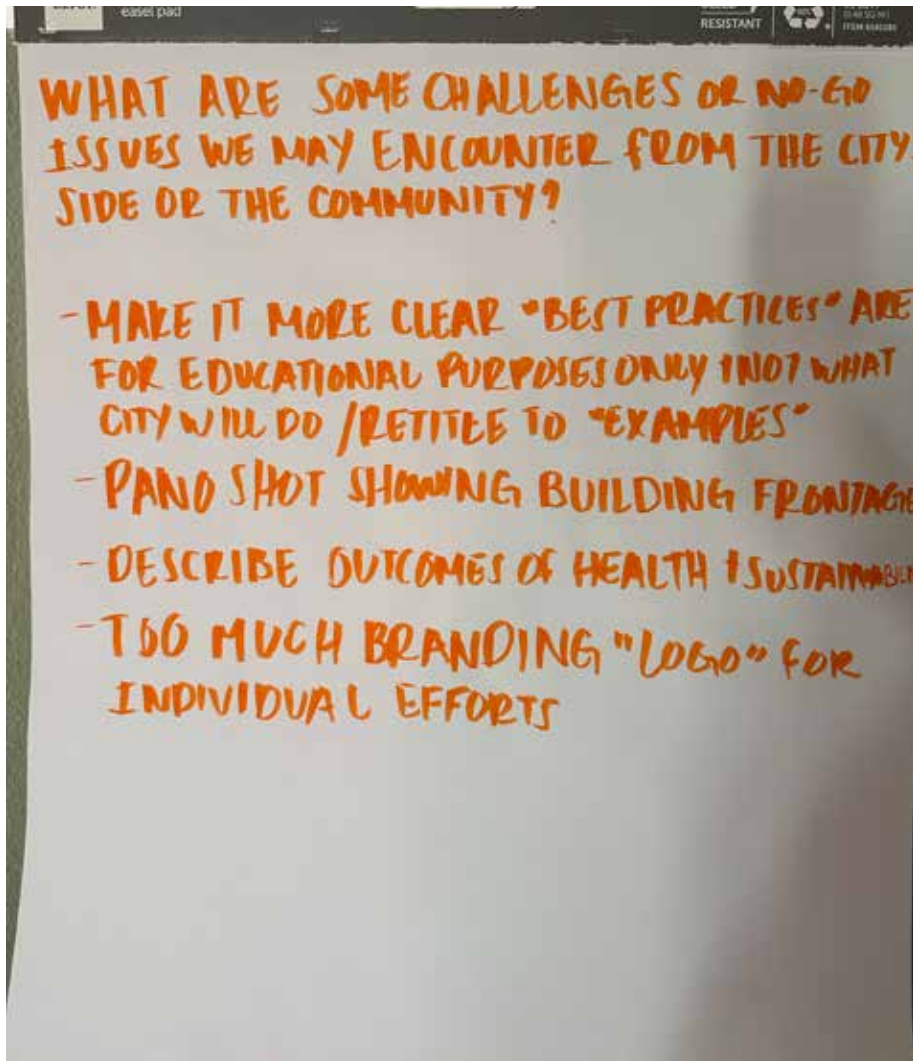 easel pad
RESISTANT
WHAT ARE SOME CHALLENGES OR NO-GO
ISSUES WE MAY ENCOUNTER FROM THE CITY
SIDE OR THE COMMUNITY?
- MAKE IT MORE CLEAR "BEST PRACTICES" ARE
FOR EDUCATIONAL PURPOSES ONLY & NOT WHAT
CITY WILL DO / RETITLE TO "EXAMPLES"
- PANO SHOT SHOWING BUILDING FRONTAGE
- DESCRIBE OUTCOMES OF HEALTH &
- TOO MUCH BRANDING "LOGO" FOR
INDIVIDUAL EFFORTS